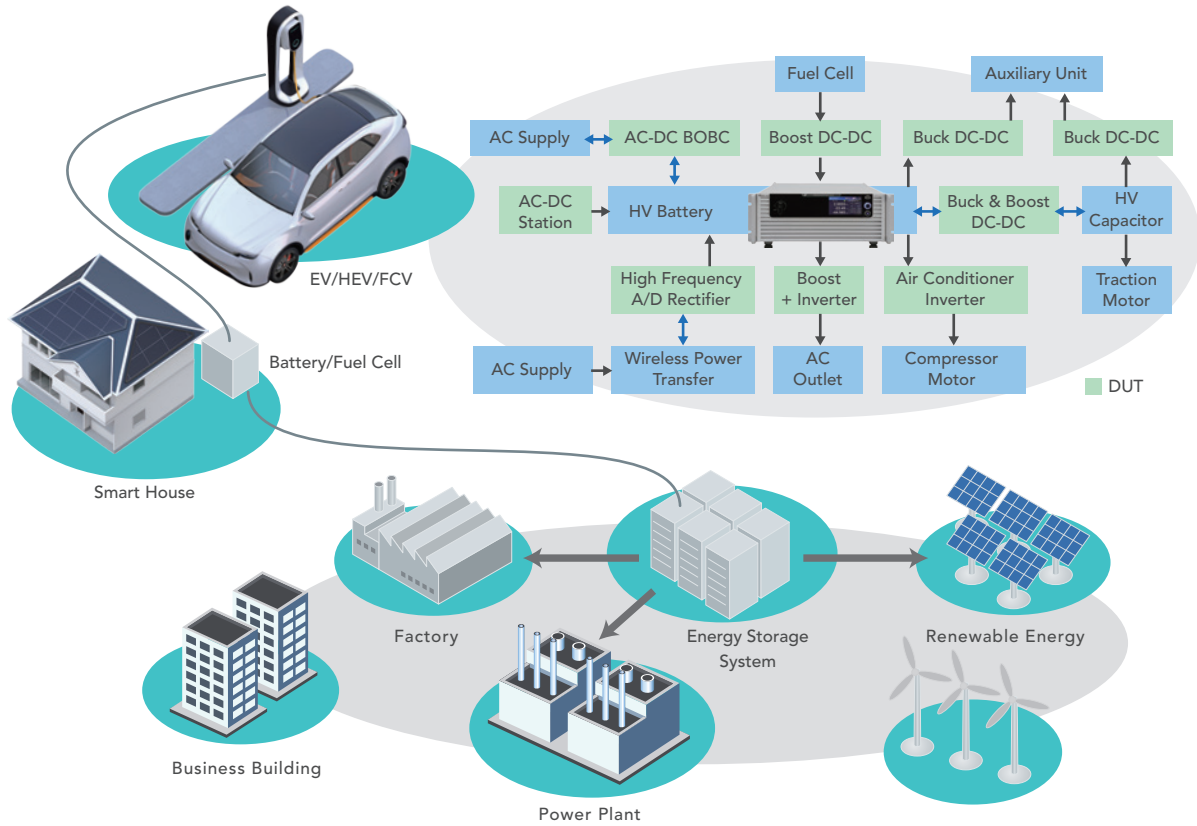 Fuel Cell
Auxiliary Unit
AC Supply
AC-DC BOBC
Boost DC-DC
Buck DC-DC
Buck DC-DC
AC-DC
Station
HV Battery
Buck & Boost
DC-DC
HV
Capacitor
EV/HEV/FCV
High Frequency
A/D Rectifier
Boost
+ Inverter
Air Conditioner
Inverter
Traction
Motor
Battery/Fuel Cell
AC Supply
Wireless Power
Transfer
AC
Outlet
Compressor
Motor
DUT
Smart House
Factory
Energy Storage
System
Renewable Energy
Business Building
Power Plant